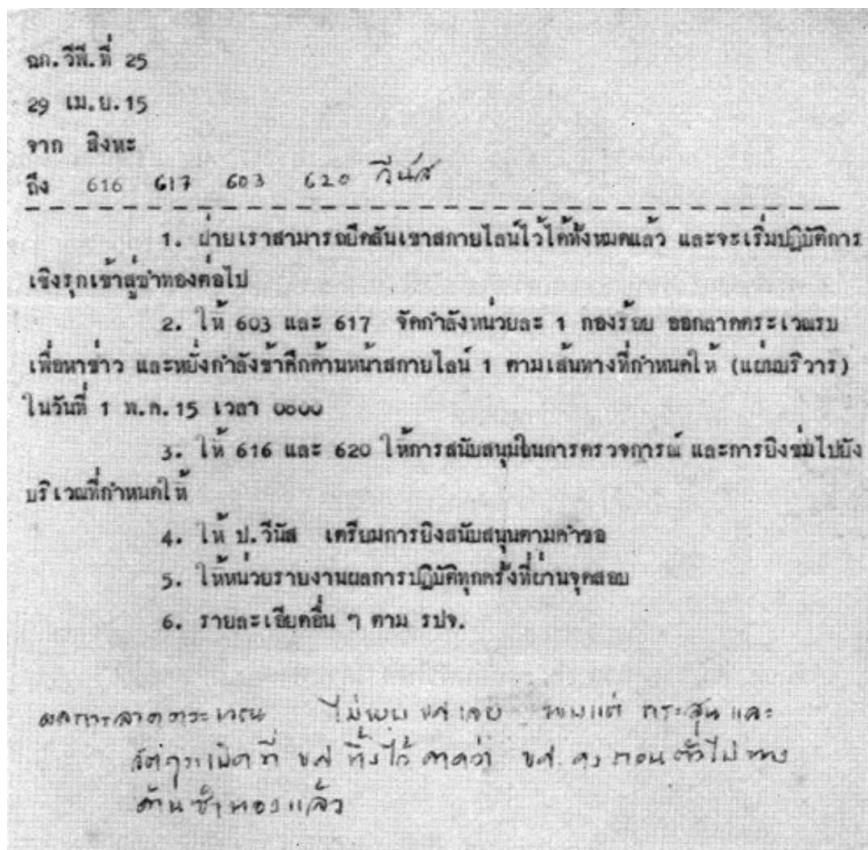 ฉก.วีพี.ที่ 25
29 เม.ย.15
จาก สิงหะ
ถึง 616 617 603 620 วีนัส
1. ฝ่ายเราสามารถยึดสันเขาสกายไลน์ไว้ได้ทั้งหมดแล้ว และจะเริ่มปฏิบัติการ
เชิงรุกเข้าสู่ซำทองต่อไป
2. ให้ 603 และ 617 จัดกำลังหน่วยละ 1 กองร้อย ออกลาดตระเวณรบ
เพื่อหาข่าว และหยั่งกำลังข้าศึกด้านหน้าสกายไลน์ 1 ตามเส้นทางที่กำหนดให้ (แผ่นบริวาร)
ในวันที่ 1 พ.ค.15 เวลา 0600
3. ให้ 616 และ 620 ให้การสนับสนุนในการตรวจการณ์ และการยิงข่มไปยัง
บริเวณที่กำหนดให้
4. ให้ ป.วีนัส เตรียมการยิงสนับสนุนตามคำขอ
5. ให้หน่วยรายงานผลการปฏิบัติทุกครั้งที่ผ่านจุดสอบ
6. รายละเอียดอื่น ๆ ตาม รปจ.
ผลการลาดตระเวณ ไม่พบ ขศ เลย พบแต่ กระสุน และ
วัตถุระเบิดที่ ขศ ทิ้งไว้ คาดว่า ขศ. คงถอนตัวไปทาง
ด้านซำทองแล้ว